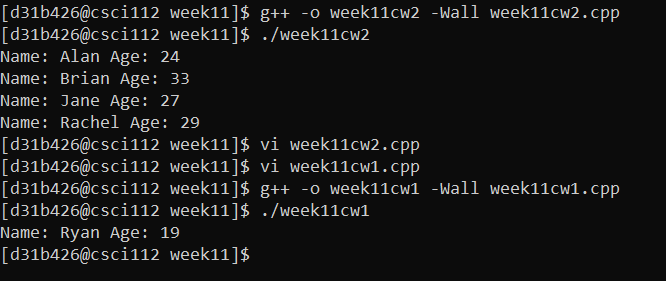 [d31b426@csci112 week11]$ g++ -o week11cw2 -Wall week11cw2.cpp
[d31b426@csci112 week11]$ ./week11cw2
Name: Alan Age: 24
Name: Brian Age: 33
Name: Jane Age: 27
Name: Rachel Age: 29
[d31b426@csci112 week11]$ vi week11cw2.cpp
[d31b426@csci112 week11]$ vi week11cw1.cpp
[d31b426@csci112 week11]$ g++ -o week11cw1 -Wall week11cw1.cpp
[d31b426@csci112 week11]$ ./week11cw1
Name: Ryan Age: 19
[d31b426@csci112 week11]$